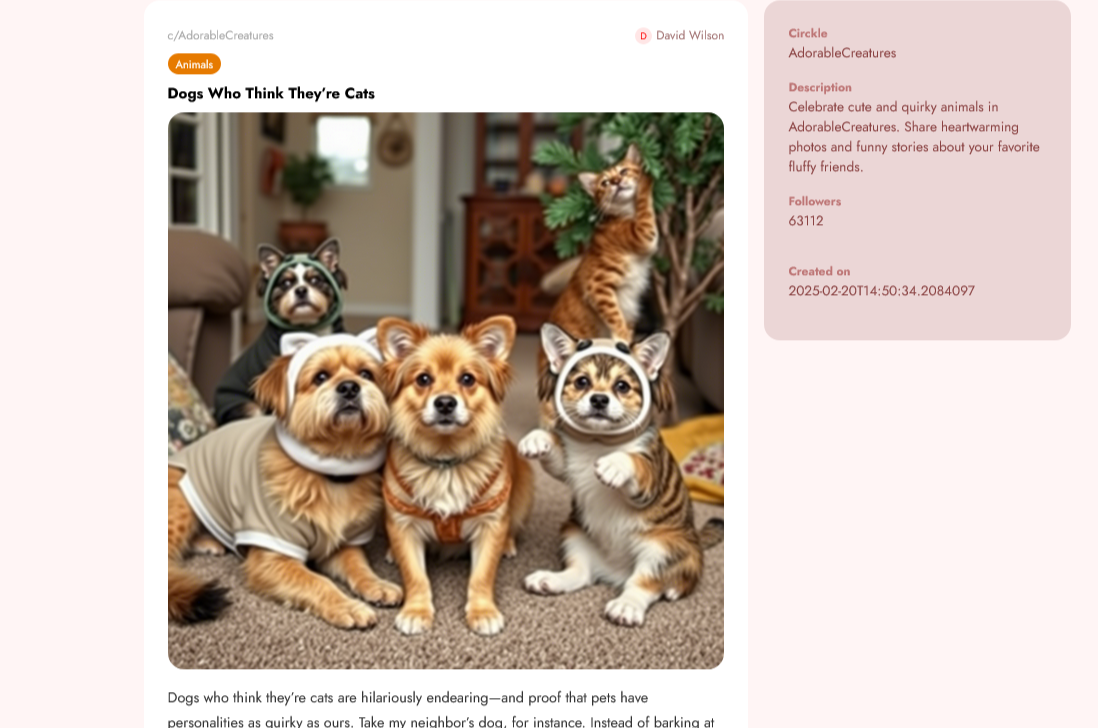 c/AdorableCreatures
D David Wilson
Animals
Dogs Who Think They’re Cats
Dogs who think they’re cats are hilariously endearing—and proof that pets have
personalities as quirky as ours. Take my neighbor’s dog, for instance. Instead of barking at
Circkle
AdorableCreatures
Description
Celebrate cute and quirky animals in
AdorableCreatures. Share heartwarming
photos and funny stories about your favorite
fluffy friends.
Followers
63112
Created on
2025-02-20T14:50:34.2084097